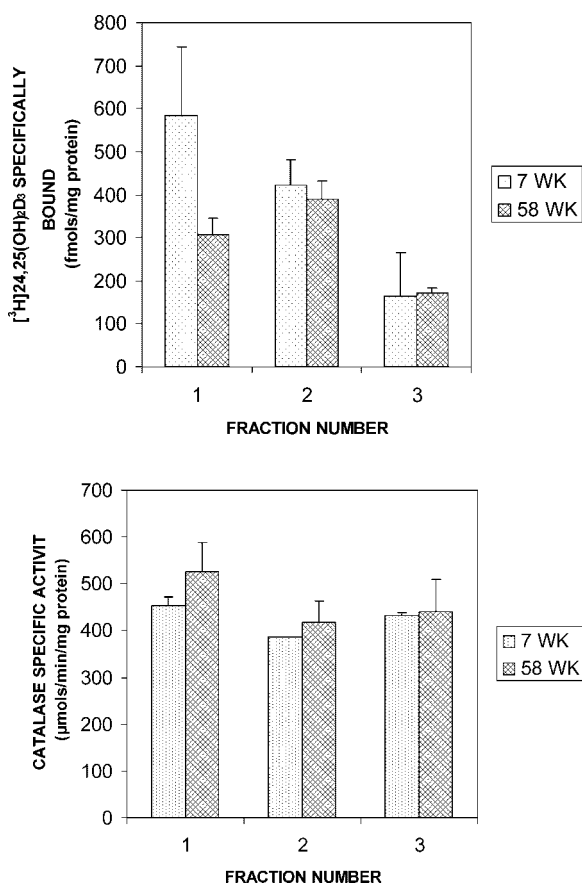 800
700
600
500
400
300
200
100
0
[³H]24,25(OH)₂D₃ SPECIFICALLY
BOUND
(fmols/mg protein)
1 2 3
FRACTION NUMBER
7 WK
58 WK
700
600
500
400
300
200
100
0
CATALASE SPECIFIC ACTIVIT
(µmols/min/mg protein)
1 2 3
FRACTION NUMBER
7 WK
58 WK